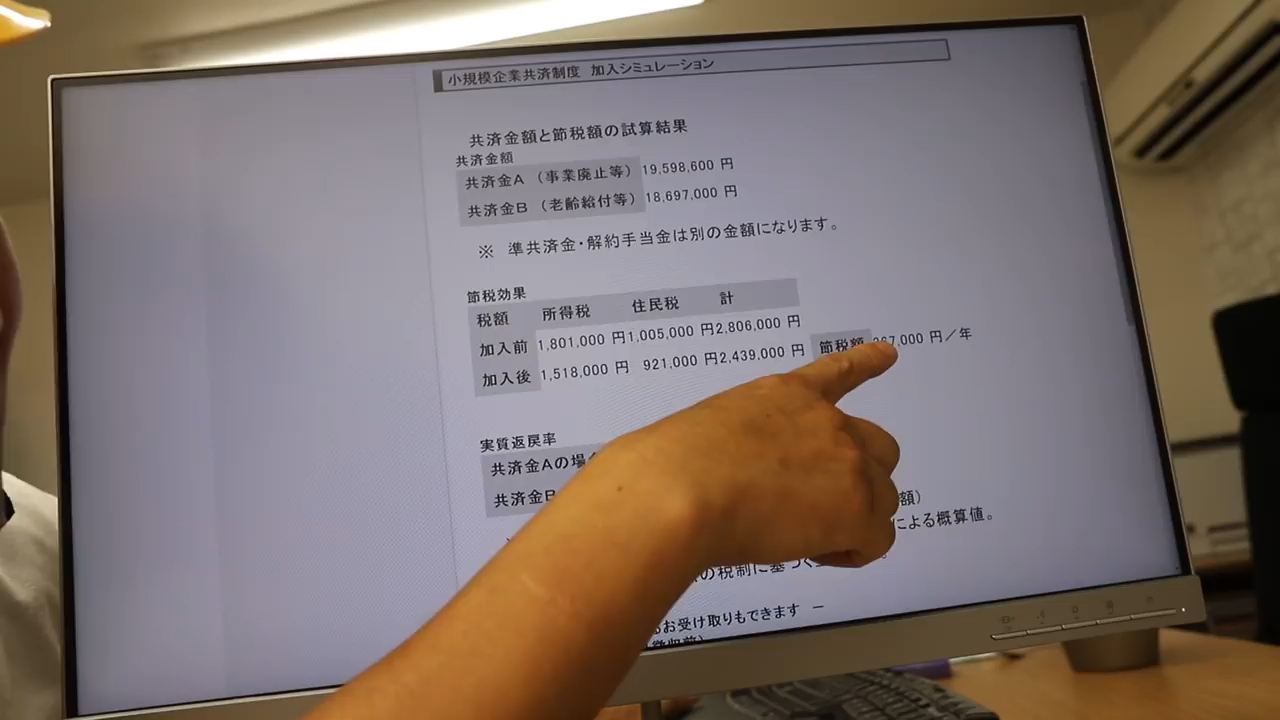 小規模企業共済制度 加入シミュレーション
共済金額と節税額の試算結果
共済金額
共済金A (事業廃止等) 19,598,600 円
共済金B (老齢給付等) 18,697,000 円
※ 準共済金・解約手当金は別の金額になります。
節税効果
税額 所得税 住民税 計
加入前 1,801,000 円 1,005,000 円 2,806,000 円
加入後 1,518,000 円 921,000 円 2,439,000 円 節税額 367,000 円/年
実質返戻率
共済金Aの場
共済金B
額)
による概算値。
の税制に基づく
お受け取りもできます -